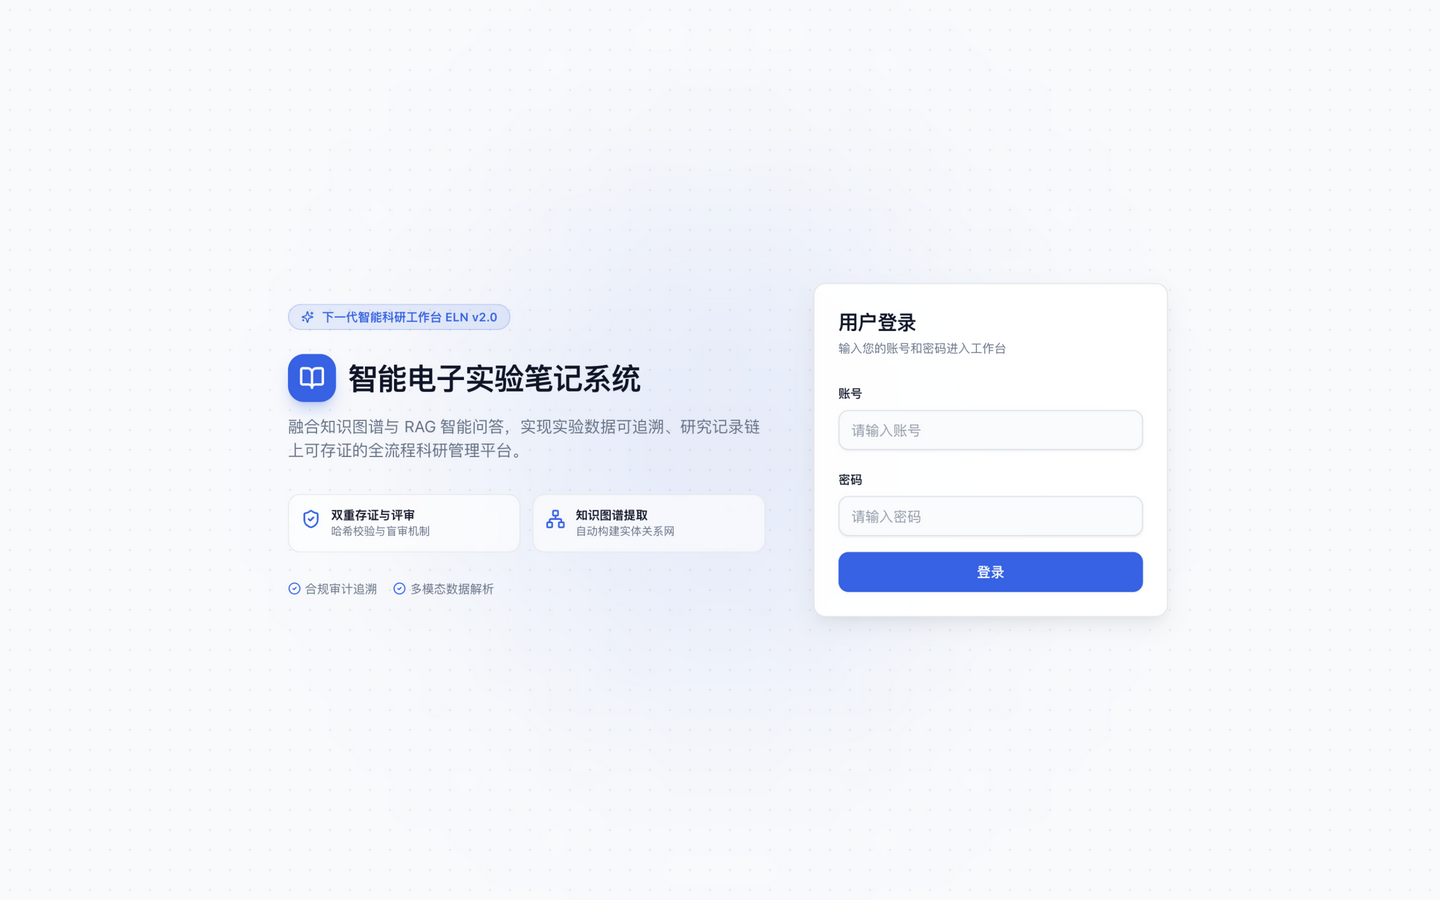 下一代智能科研工作台 ELN v2.0
智能电子实验笔记系统
融合知识图谱与 RAG 智能问答，实现实验数据可追溯、研究记录链
上可存证的全流程科研管理平台。
双重存证与评审
哈希校验与盲审机制
知识图谱提取
自动构建实体关系网
合规审计追溯
多模态数据解析
用户登录
输入您的账号和密码进入工作台
账号
请输入账号
密码
请输入密码
登录